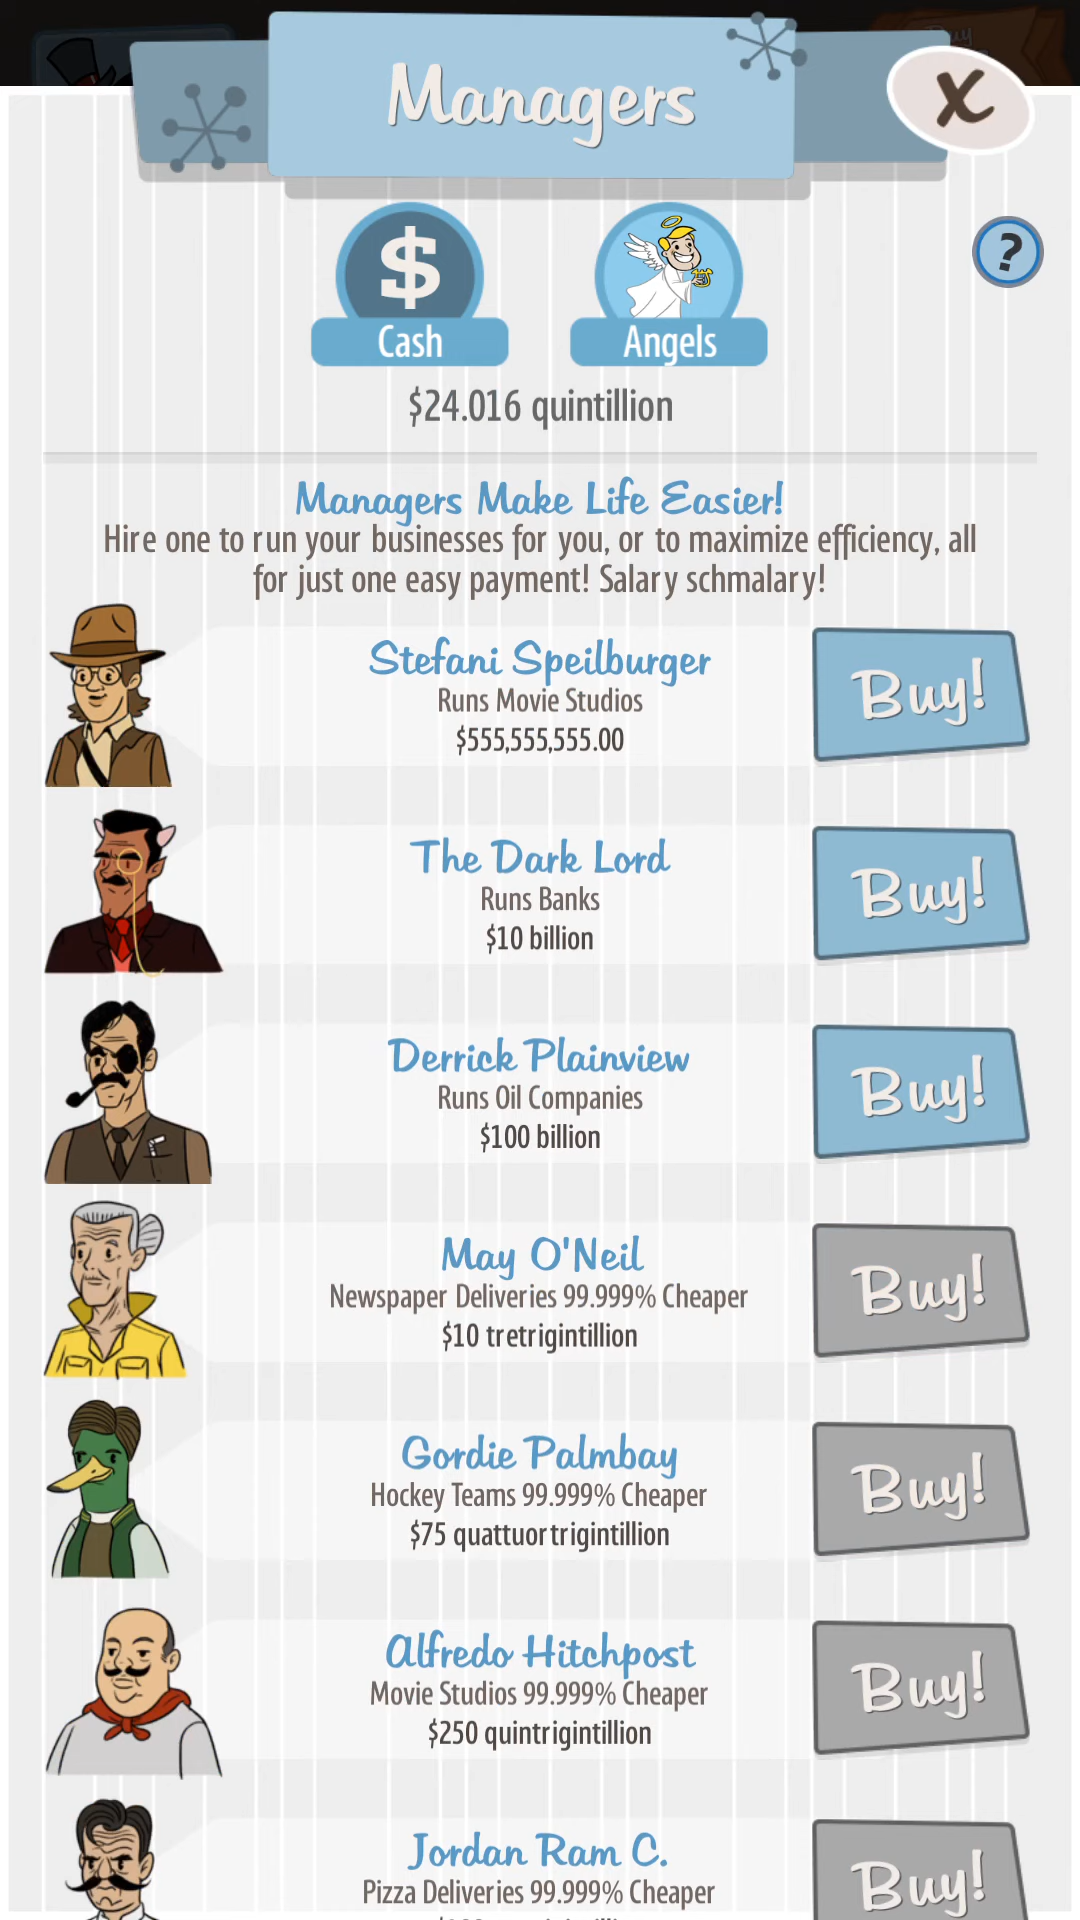 Buy
Managers
X
$
?
Cash
Angels
$24.016 quintillion
Managers Make Life Easier!
Hire one to run your businesses for you, or to maximize efficiency, all
for just one easy payment! Salary schmalary!
Stefani Speilburger
Runs Movie Studios
$555,555,555.00
Buy!
The Dark Lord
Runs Banks
$10 billion
Buy!
Derrick Plainview
Runs Oil Companies
$100 billion
Buy!
May O'Neil
Newspaper Deliveries 99.999% Cheaper
$10 tretrigintillion
Buy!
Gordie Palmbay
Hockey Teams 99.999% Cheaper
$75 quattuortrigintillion
Buy!
Alfredo Hitchpost
Movie Studios 99.999% Cheaper
$250 quintrigintillion
Buy!
Jordan Ram C.
Pizza Deliveries 99.999% Cheaper
Buy!